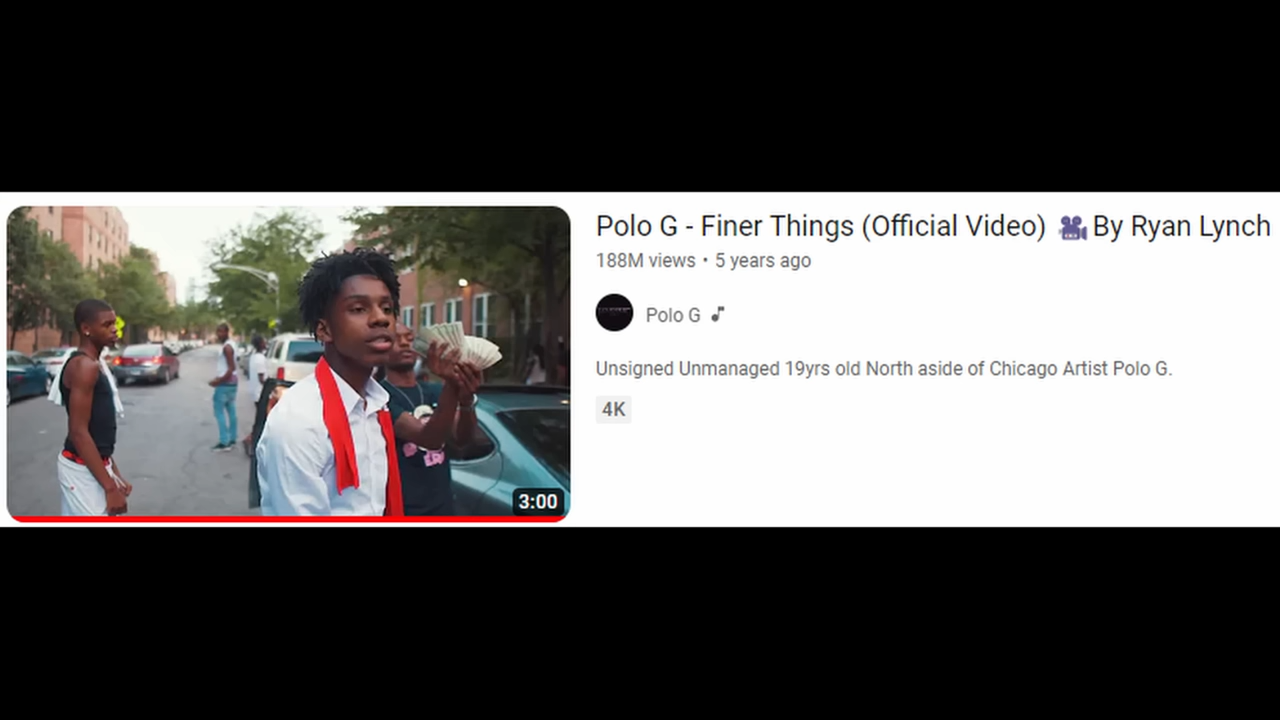 Polo G - Finer Things (Official Video) 🎥 By Ryan Lynch
188M views • 5 years ago
Polo G ♪
Unsigned Unmanaged 19yrs old North aside of Chicago Artist Polo G.
4K
3:00